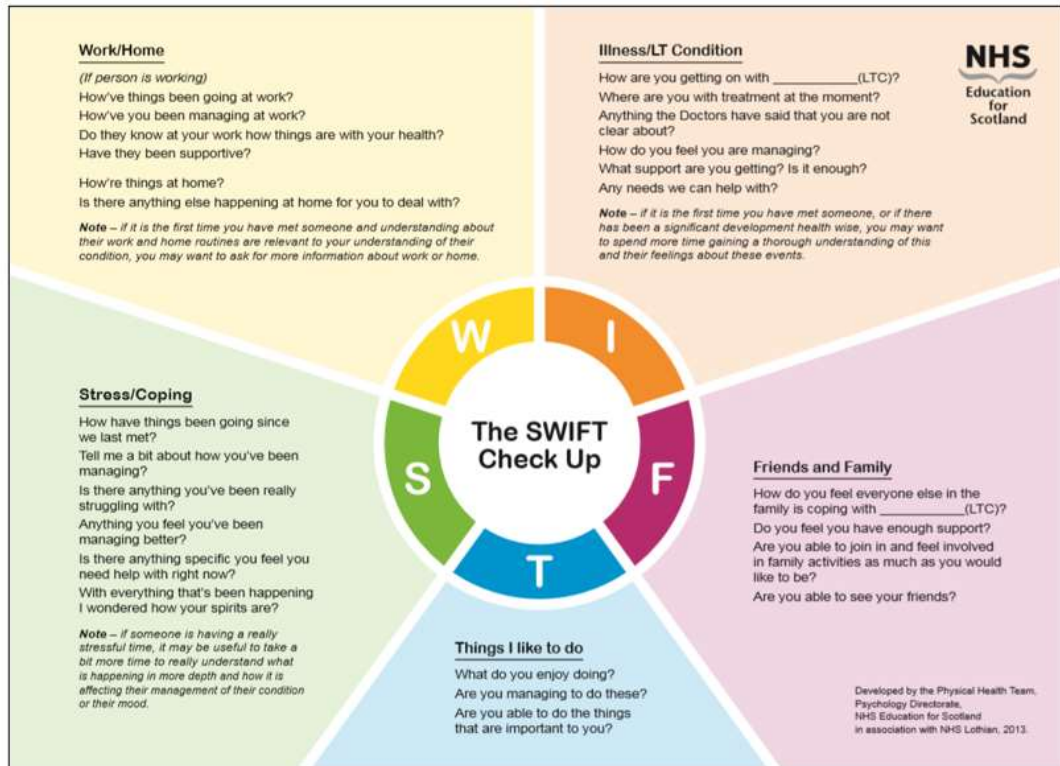 Work/Home
(If person is working)
How've things been going at work?
How've you been managing at work?
Do they know at your work how things are with your health?
Have they been supportive?
How're things at home?
Is there anything else happening at home for you to deal with?
Note – if it is the first time you have met someone and understanding about
their work and home routines are relevant to your understanding of their
condition, you may want to ask for more information about work or home.
Illness/LT Condition
How are you getting on with ___________(LTC)?
Where are you with treatment at the moment?
Anything the Doctors have said that you are not
clear about?
How do you feel you are managing?
What support are you getting? Is it enough?
Any needs we can help with?
Note – if it is the first time you have met someone, or if there
has been a significant development health wise, you may want
to spend more time gaining a thorough understanding of this
and their feelings about these events.
NHS
Education
for
Scotland
W
I
S
F
T
The SWIFT
Check Up
Stress/Coping
How have things been going since
we last met?
Tell me a bit about how you've been
managing?
Is there anything you've been really
struggling with?
Anything you feel you've been
managing better?
Is there anything specific you feel you
need help with right now?
With everything that's been happening
I wondered how your spirits are?
Note – if someone is having a really
stressful time, it may be useful to take a
bit more time to really understand what
is happening in more depth and how it is
affecting their management of their condition
or their mood.
Friends and Family
How do you feel everyone else in the
family is coping with ___________(LTC)?
Do you feel you have enough support?
Are you able to join in and feel involved
in family activities as much as you would
like to be?
Are you able to see your friends?
Things I like to do
What do you enjoy doing?
Are you managing to do these?
Are you able to do the things
that are important to you?
Developed by the Physical Health Team,
Psychology Directorate,
NHS Education for Scotland
in association with NHS Lothian, 2013.